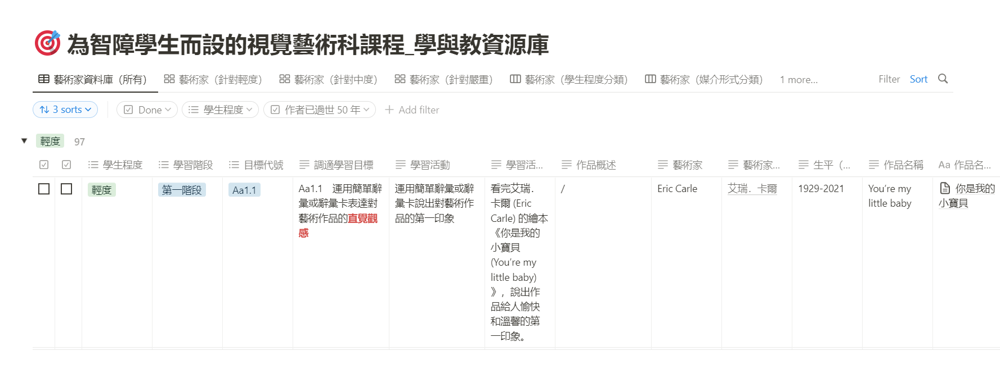 為智障學生而設的視覺藝術科課程_學與教資源庫
藝術家資料庫（所有）
藝術家（針對輕度）
藝術家（針對中度）
藝術家（針對嚴重）
藝術家（學生程度分類）
藝術家（媒介形式分類）
1 more...
Filter
Sort
3 sorts
Done
學生程度
作者已過世 50 年
Add filter
輕度
97
學生程度
學習階段
目標代號
調適學習目標
學習活動
學習活...
作品概述
藝術家
藝術家...
生平（...
作品名稱
Aa 作品名...
輕度
第一階段
Aa1.1
Aa1.1　運用簡單辭
彙或辭彙卡表達對
藝術作品的直覺觀
感
運用簡單辭彙或辭
彙卡說出對藝術作
品的第一印象
看完艾瑞．
卡爾 (Eric
Carle) 的繪本
《你是我的
小寶貝
(You’re my
little baby)
》，說出作
品給人愉快
和溫馨的第
一印象。
/
Eric Carle
艾瑞．卡爾
1929-2021
You’re my
little baby
你是我的
小寶貝